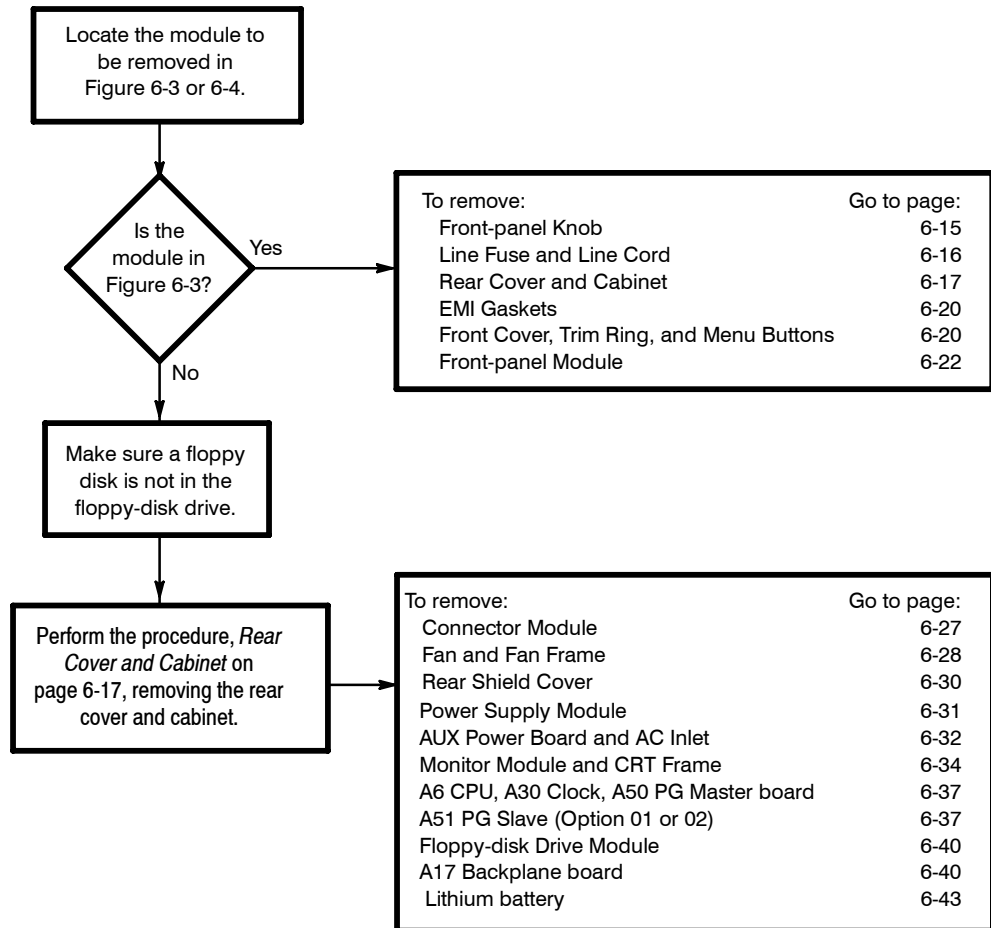 Locate the module to
be removed in
Figure 6-3 or 6-4.
Is the
module in
Figure 6-3?
Yes
No
To remove: Go to page:
Front-panel Knob 6-15
Line Fuse and Line Cord 6-16
Rear Cover and Cabinet 6-17
EMI Gaskets 6-20
Front Cover, Trim Ring, and Menu Buttons 6-20
Front-panel Module 6-22
Make sure a floppy
disk is not in the
floppy-disk drive.
Perform the procedure, Rear
Cover and Cabinet on
page 6-17, removing the rear
cover and cabinet.
To remove: Go to page:
Connector Module 6-27
Fan and Fan Frame 6-28
Rear Shield Cover 6-30
Power Supply Module 6-31
AUX Power Board and AC Inlet 6-32
Monitor Module and CRT Frame 6-34
A6 CPU, A30 Clock, A50 PG Master board 6-37
A51 PG Slave (Option 01 or 02) 6-37
Floppy-disk Drive Module 6-40
A17 Backplane board 6-40
Lithium battery 6-43